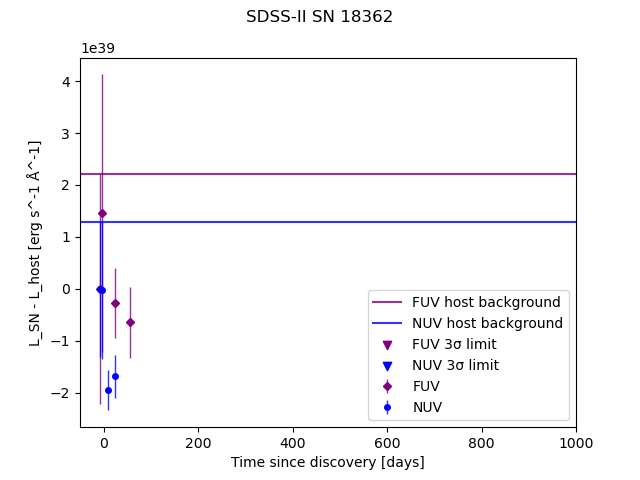 SDSS-II SN 18362
1e39
4
3
2
1
0
−1
−2
L_SN - L_host [erg s^-1 Å^-1]
FUV host background
NUV host background
FUV 3σ limit
NUV 3σ limit
FUV
NUV
0 200 400 600 800 1000
Time since discovery [days]